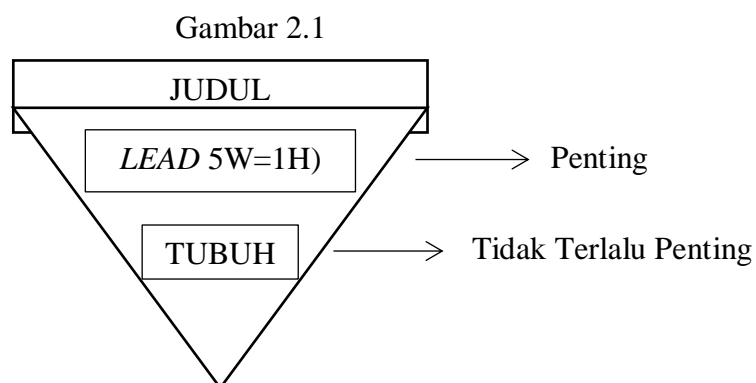 Gambar 2.1
JUDUL
LEAD 5W=1H)
Penting
TUBUH
Tidak Terlalu Penting